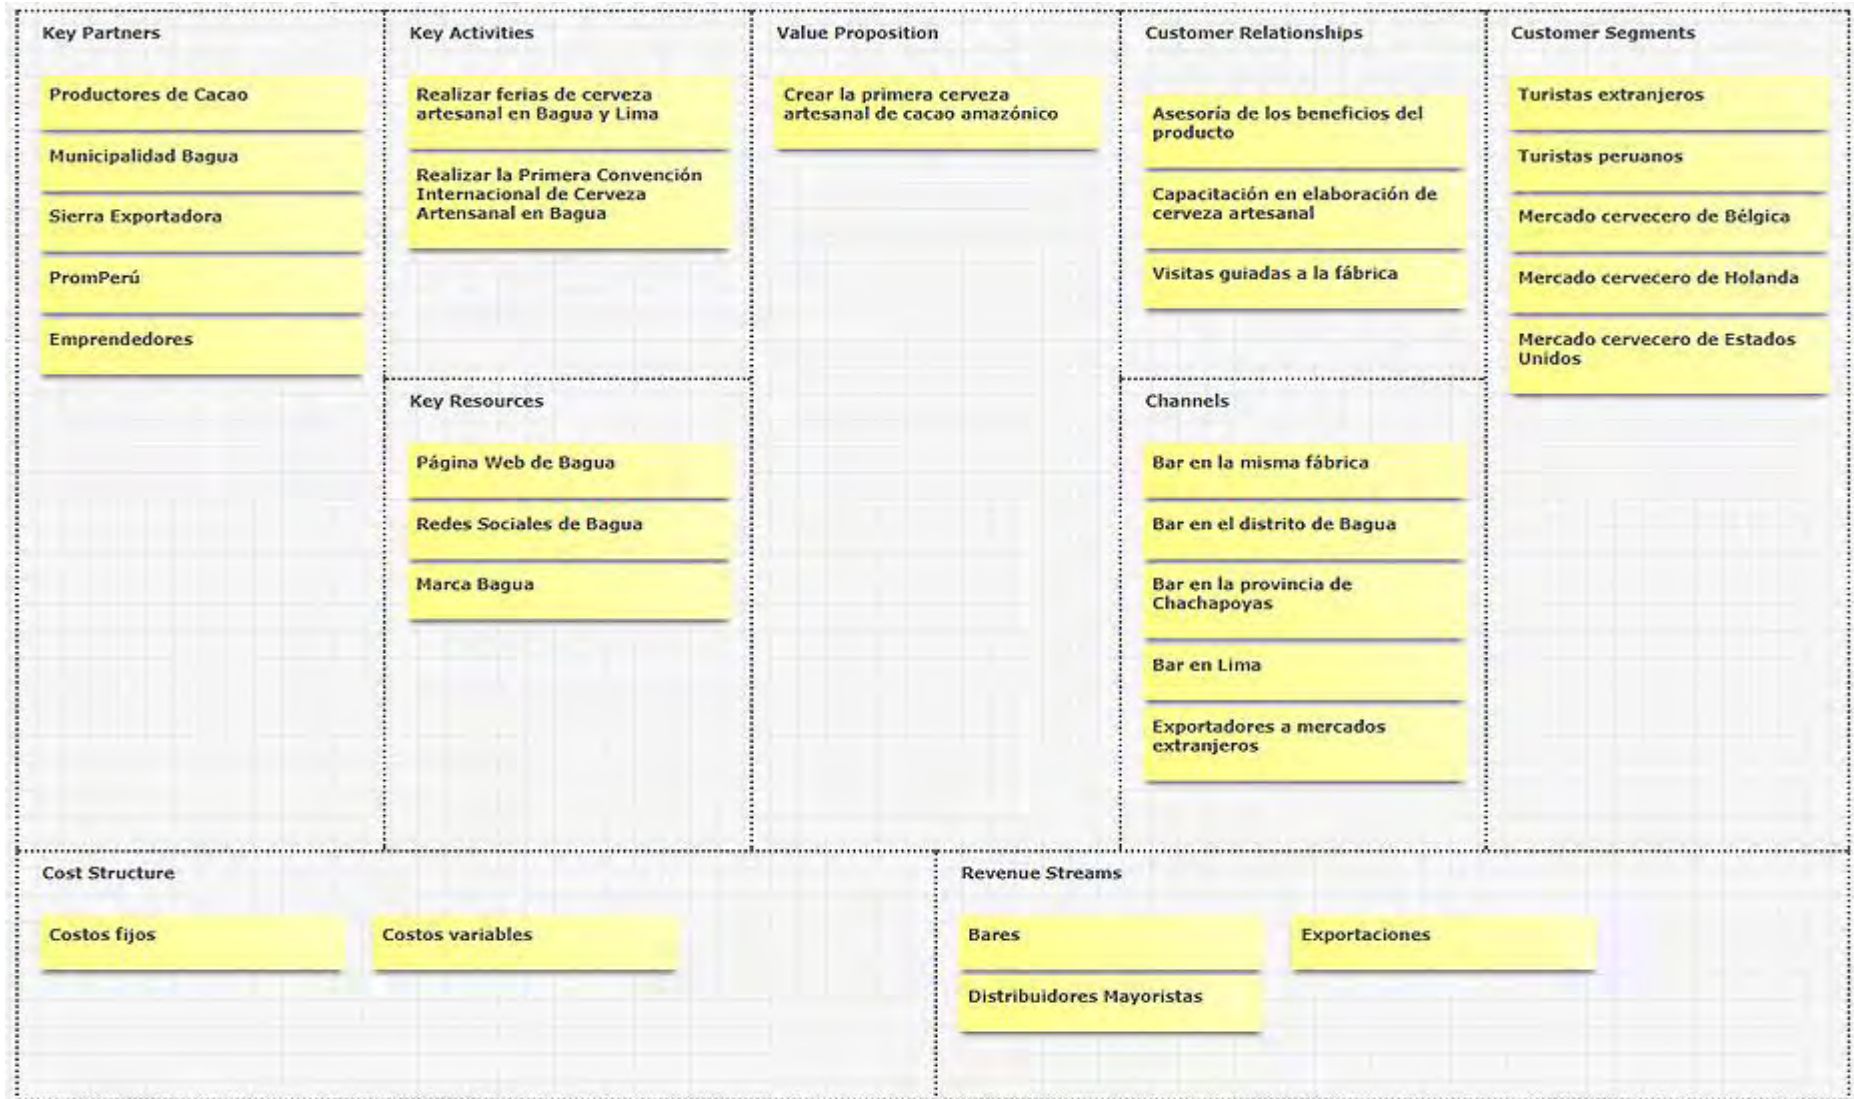 Key Partners
Productores de Cacao
Municipalidad Bagua
Sierra Exportadora
PromPerú
Emprendedores
Key Activities
Realizar ferias de cerveza
artesanal en Bagua y Lima
Realizar la Primera Convención
Internacional de Cerveza
Artensanal en Bagua
Key Resources
Página Web de Bagua
Redes Sociales de Bagua
Marca Bagua
Value Proposition
Crear la primera cerveza
artesanal de cacao amazónico
Customer Relationships
Asesoría de los beneficios del
producto
Capacitación en elaboración de
cerveza artesanal
Visitas guiadas a la fábrica
Channels
Bar en la misma fábrica
Bar en el distrito de Bagua
Bar en la provincia de
Chachapoyas
Bar en Lima
Exportadores a mercados
extranjeros
Customer Segments
Turistas extranjeros
Turistas peruanos
Mercado cervecero de Bélgica
Mercado cervecero de Holanda
Mercado cervecero de Estados
Unidos
Cost Structure
Costos fijos
Costos variables
Revenue Streams
Bares
Exportaciones
Distribuidores Mayoristas